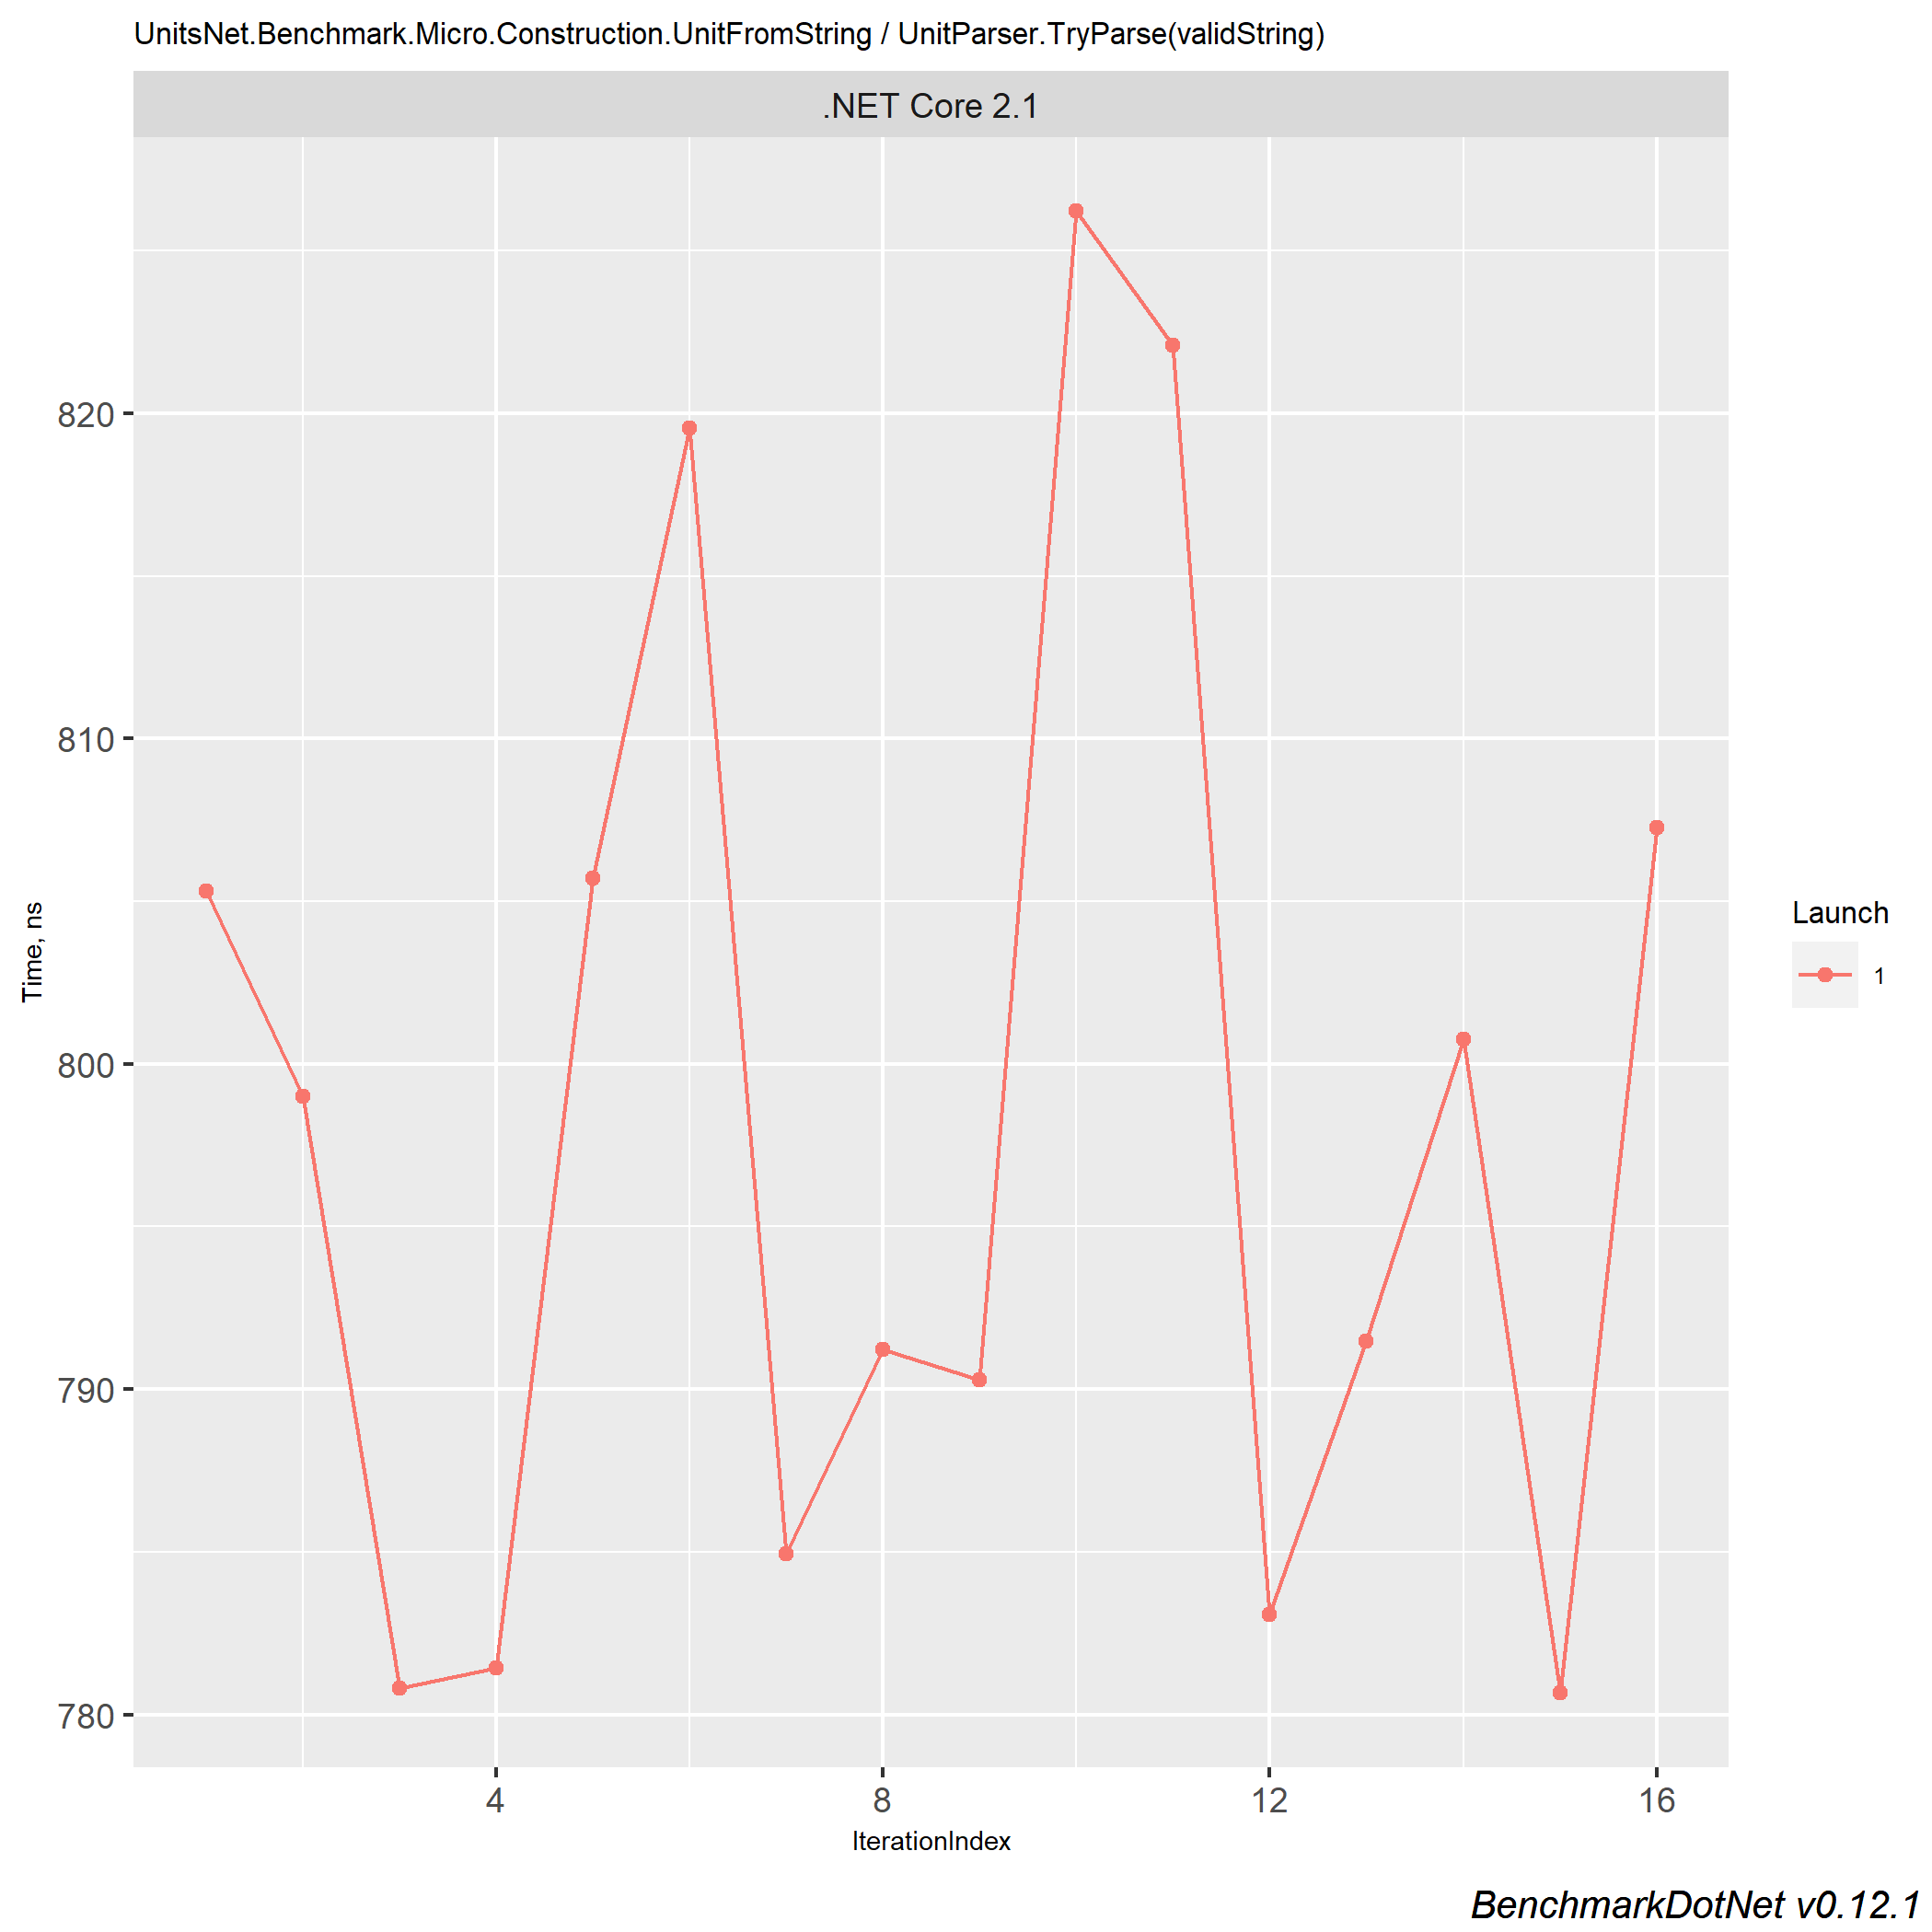 UnitsNet.Benchmark.Micro.Construction.UnitFromString / UnitParser.TryParse(validString)
.NET Core 2.1
820
810
800
790
780
Time, ns
4 8 12 16
IterationIndex
Launch
1
BenchmarkDotNet v0.12.1